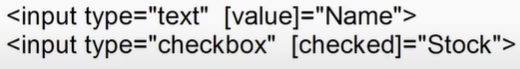 <input type="text"  [value]="Name">
<input type="checkbox"  [checked]="Stock">